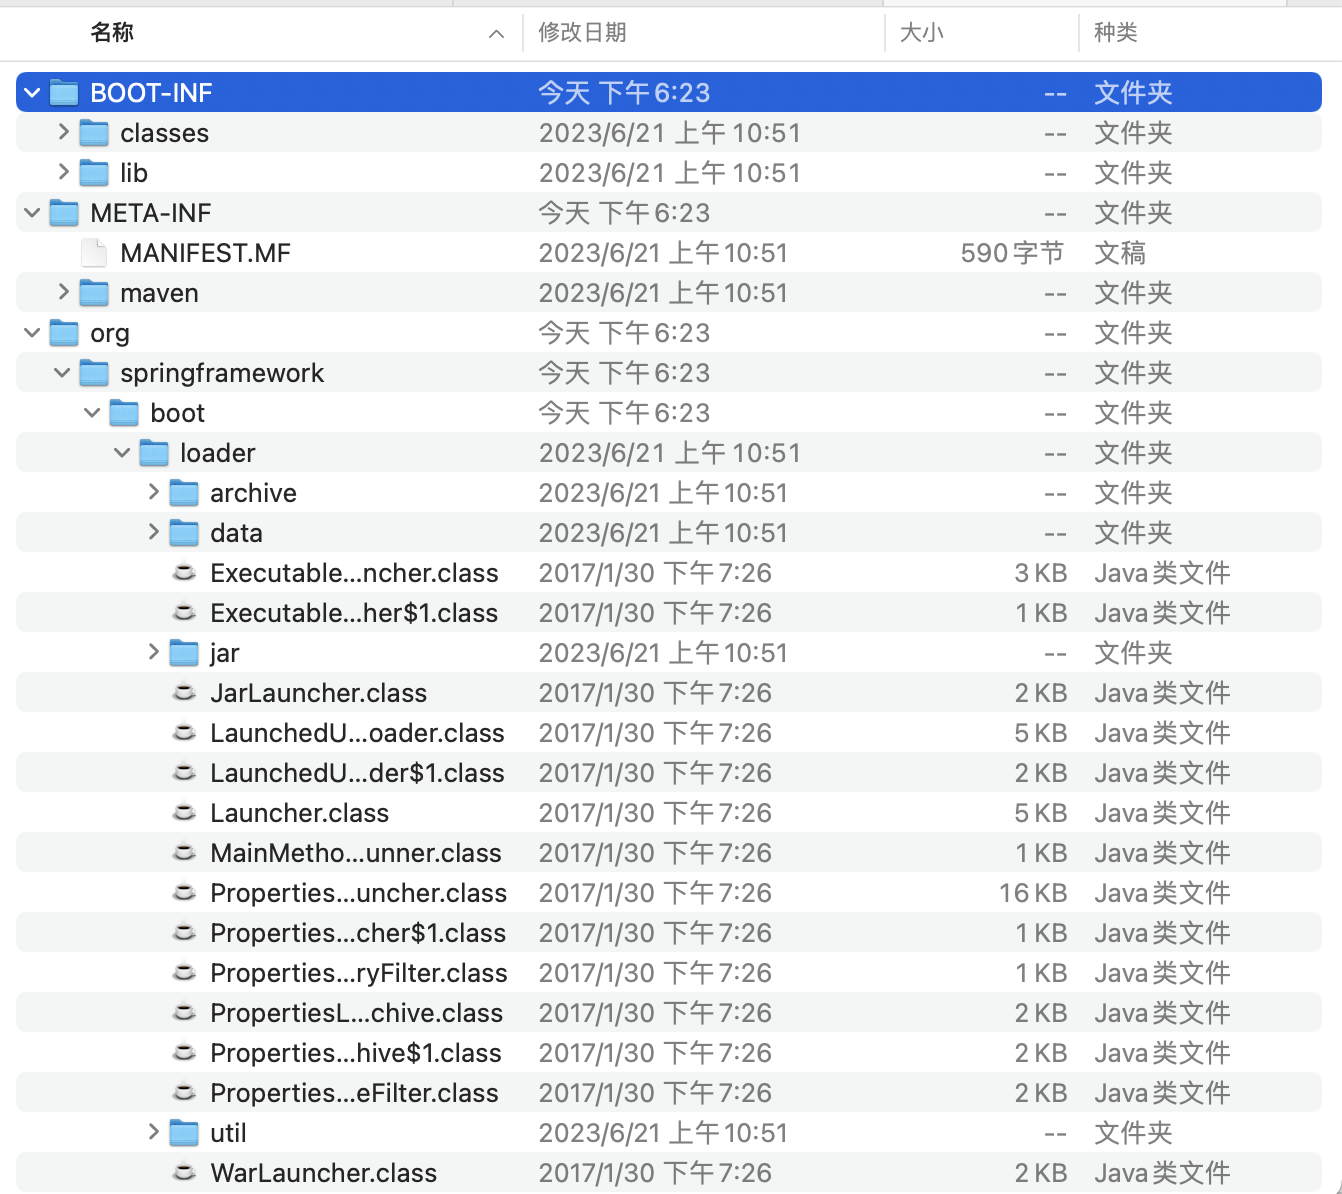 名称 修改日期 大小 种类
BOOT-INF 今天 下午6:23 -- 文件夹
classes 2023/6/21 上午 10:51 -- 文件夹
lib 2023/6/21 上午 10:51 -- 文件夹
META-INF 今天 下午6:23 -- 文件夹
MANIFEST.MF 2023/6/21 上午10:51 590字节 文稿
maven 2023/6/21 上午10:51 -- 文件夹
org 今天 下午6:23 -- 文件夹
springframework 今天 下午6:23 -- 文件夹
boot 今天 下午6:23 -- 文件夹
loader 2023/6/21 上午 10:51 -- 文件夹
archive 2023/6/21 上午10:51 -- 文件夹
data 2023/6/21 上午10:51 -- 文件夹
Executable...ncher.class 2017/1/30 下午7:26 3 KB Java类文件
Executable...her$1.class 2017/1/30 下午7:26 1 KB Java类文件
jar 2023/6/21 上午10:51 -- 文件夹
JarLauncher.class 2017/1/30 下午7:26 2 KB Java类文件
LaunchedU...oader.class 2017/1/30 下午7:26 5 KB Java类文件
LaunchedU...der$1.class 2017/1/30 下午7:26 2 KB Java类文件
Launcher.class 2017/1/30 下午7:26 5 KB Java类文件
MainMetho...unner.class 2017/1/30 下午7:26 1 KB Java类文件
Properties...uncher.class 2017/1/30 下午7:26 16 KB Java类文件
Properties...cher$1.class 2017/1/30 下午7:26 1 KB Java类文件
Properties...ryFilter.class 2017/1/30 下午7:26 1 KB Java类文件
PropertiesL...chive.class 2017/1/30 下午7:26 2 KB Java类文件
Properties...hive$1.class 2017/1/30 下午7:26 2 KB Java类文件
Properties...eFilter.class 2017/1/30 下午7:26 2 KB Java类文件
util 2023/6/21 上午10:51 -- 文件夹
WarLauncher.class 2017/1/30 下午7:26 2 KB Java类文件